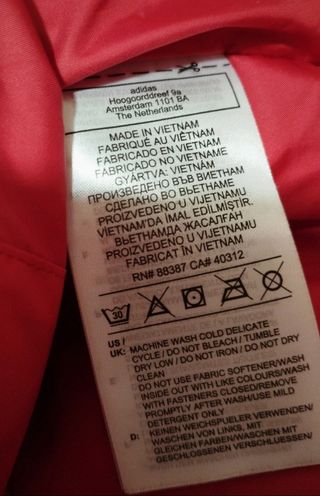 adidas
Hoogoorddreef 9a
Amsterdam 1101 BA
The Netherlands
MADE IN VIETNAM
FABRIQUÉ AU VIÊTNAM
FABRICADO EN VIETNAM
FABRICADO NO VIETNAME
GYÁRTVA: VIETNÁM
ПРОИЗВЕДЕНО ВЪВ ВИЕТНАМ
СДЕЛАНО ВО ВЬЕТНАМЕ
PROIZVEDENO U VIJETNAMU
VİETNAM'DA İMAL EDİLMİŞTİR.
ВЬЕТНАМДА ЖАСАЛҒАН
PROIZVEDENO U VIJETNAMU
FABRICAT ÎN VIETNAM
RN# 88387 CA# 40312
30
US / MACHINE WASH COLD DELICATE
UK: CYCLE / DO NOT BLEACH / TUMBLE
DRY LOW / DO NOT IRON / DO NOT DRY
CLEAN
DO NOT USE FABRIC SOFTENER/WASH
INSIDE OUT WITH LIKE COLOURS/WASH
WITH FASTENERS CLOSED/REMOVE
PROMPTLY AFTER WASH/USE MILD
DETERGENT ONLY
D: KEINEN WEICHSPUELER VERWENDEN/
WASCHEN VON LINKS, MIT
GLEICHEN FARBEN/WASCHEN MIT
GESCHLOSSENEN VERSCHLUESSEN/